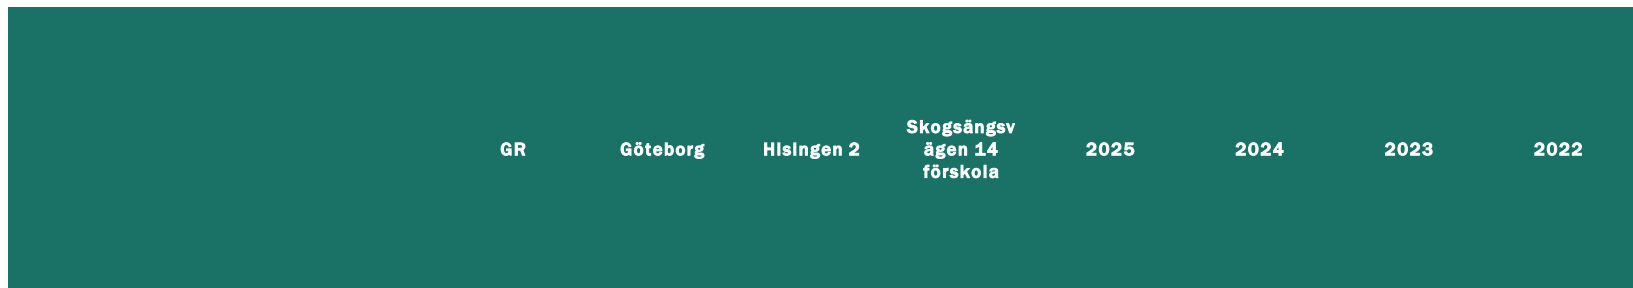 GR Göteborg Hisingen 2 Skogsängsv
ägen 14
förskola 2025 2024 2023 2022